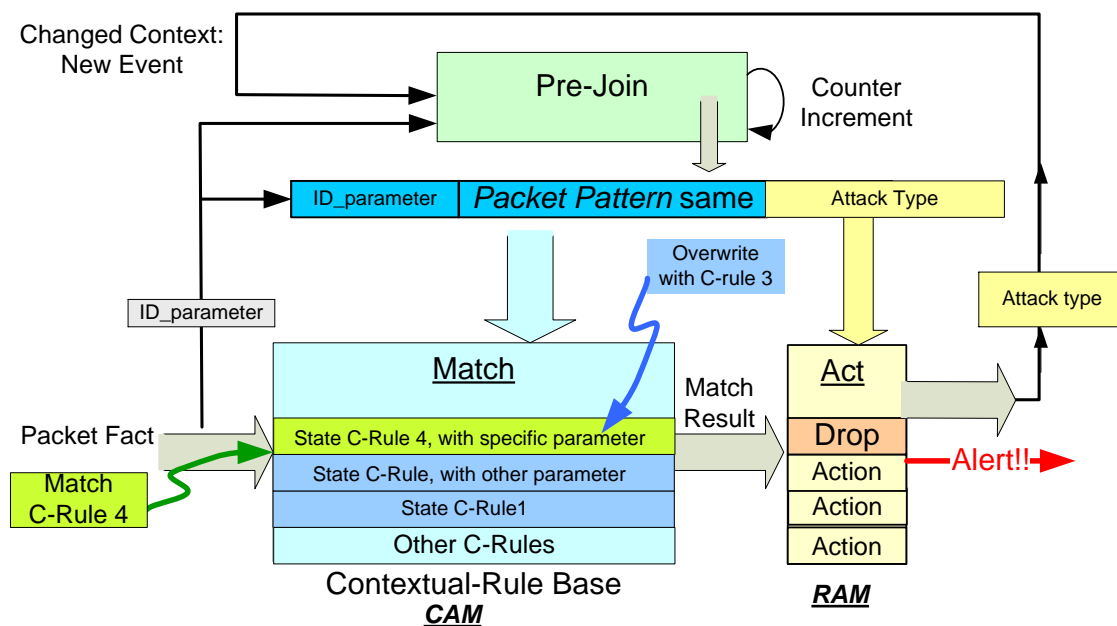 Changed Context:
New Event
Pre-Join
Counter
Increment
ID_parameter
Packet Pattern same
Attack Type
Overwrite
with C-rule 3
ID_parameter
Attack type
Match
Act
Match
Result
Packet Fact
State C-Rule 4, with specific parameter
Drop
Alert!!
Match
C-Rule 4
State C-Rule, with other parameter
Action
State C-Rule1
Action
Other C-Rules
Action
Contextual-Rule Base
CAM
RAM